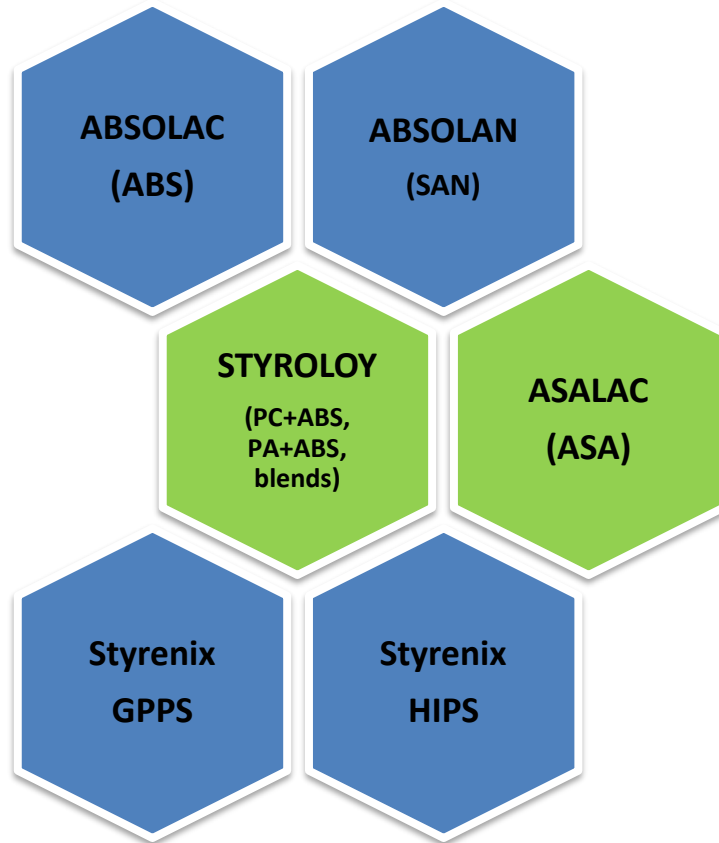 ABSOLAC
(ABS)
ABSOLAN
(SAN)
STYROLOY
(PC+ABS,
PA+ABS,
blends)
ASALAC
(ASA)
Styrenix
GPPS
Styrenix
HIPS